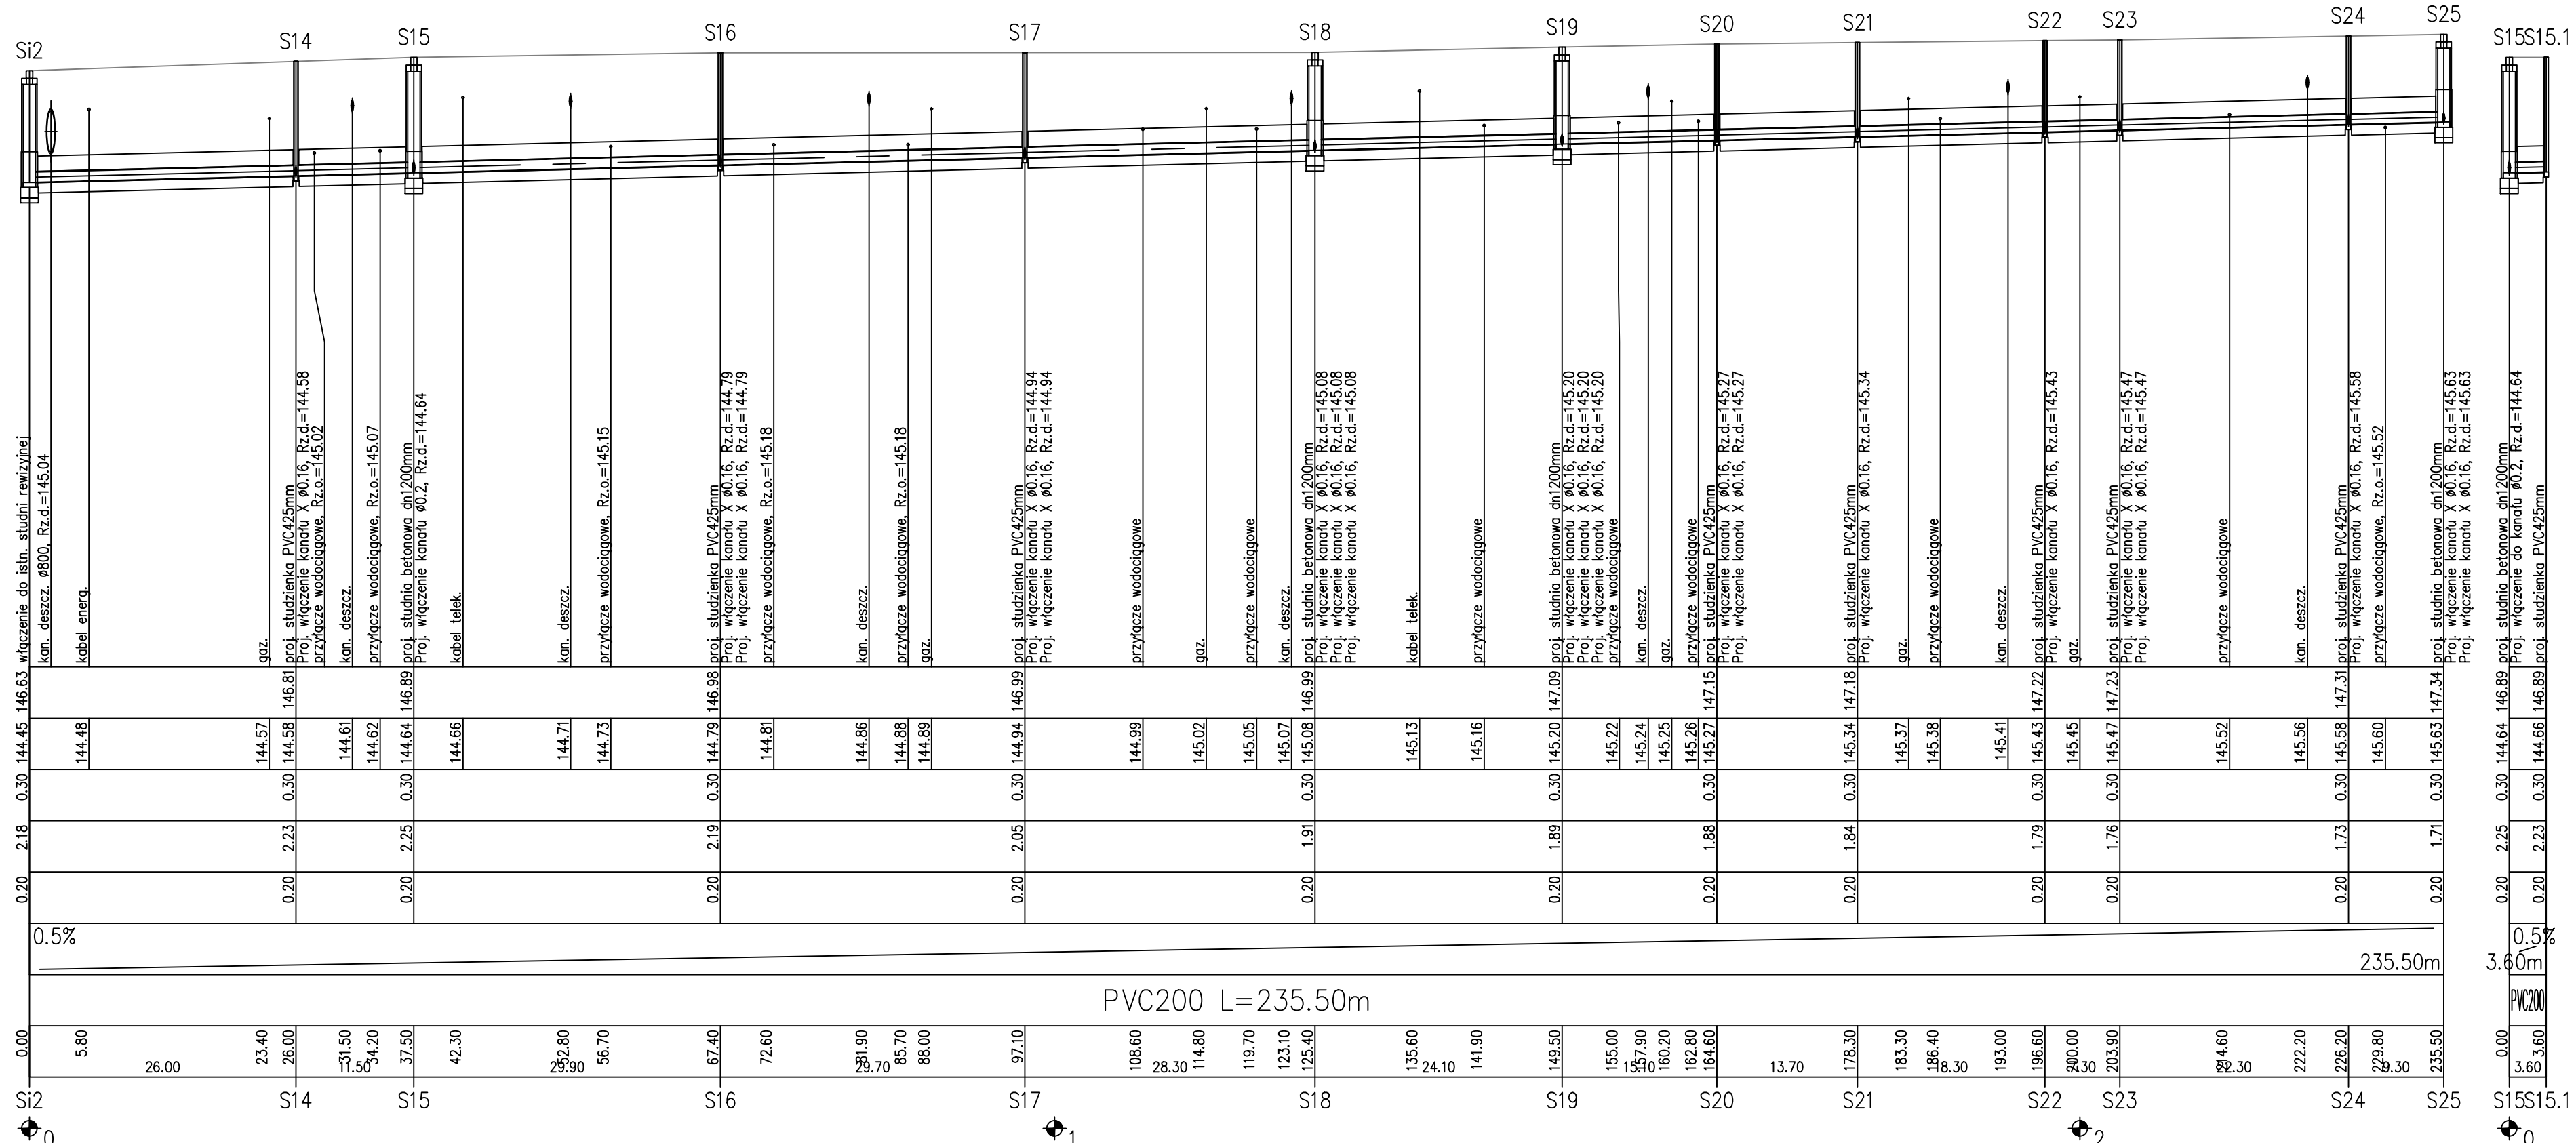 Si2 S14 S15 S16 S17 S18 S19 S20 S21 S22 S23 S24 S25 S15 S15.1
włączenie do istn. studni rewizyjnej
kan. deszcz. ø800, Rz.d.=145.04
kabel energ.
gaz.
proj. studzienka PVC425mm
Proj. włączenie kanału X ø0.16, Rz.d.=144.58
przyłącze wodociągowe, Rz.o.=145.02
kan. deszcz.
przyłącze wodociągowe, Rz.o.=145.07
proj. studnia betonowa dn1200mm
Proj. włączenie kanału ø0.2, Rz.d.=144.64
kabel telek.
kan. deszcz.
przyłącze wodociągowe, Rz.o.=145.15
proj. studzienka PVC425mm
Proj. włączenie kanału X ø0.16, Rz.d.=144.79
Proj. włączenie kanału X ø0.16, Rz.d.=144.79
przyłącze wodociągowe, Rz.o.=145.18
kan. deszcz.
przyłącze wodociągowe, Rz.o.=145.18
gaz.
proj. studzienka PVC425mm
Proj. włączenie kanału X ø0.16, Rz.d.=144.94
Proj. włączenie kanału X ø0.16, Rz.d.=144.94
przyłącze wodociągowe
gaz.
przyłącze wodociągowe
kan. deszcz.
proj. studnia betonowa dn1200mm
Proj. włączenie kanału X ø0.16, Rz.d.=145.08
Proj. włączenie kanału X ø0.16, Rz.d.=145.08
Proj. włączenie kanału X ø0.16, Rz.d.=145.08
kabel telek.
przyłącze wodociągowe
proj. studnia betonowa dn1200mm
Proj. włączenie kanału X ø0.16, Rz.d.=145.20
Proj. włączenie kanału X ø0.16, Rz.d.=145.20
Proj. włączenie kanału X ø0.16, Rz.d.=145.20
przyłącze wodociągowe
kan. deszcz.
gaz.
przyłącze wodociągowe
proj. studzienka PVC425mm
Proj. włączenie kanału X ø0.16, Rz.d.=145.27
Proj. włączenie kanału X ø0.16, Rz.d.=145.27
proj. studzienka PVC425mm
Proj. włączenie kanału X ø0.16, Rz.d.=145.34
gaz.
przyłącze wodociągowe
kan. deszcz.
proj. studzienka PVC425mm
Proj. włączenie kanału X ø0.16, Rz.d.=145.43
gaz.
proj. studzienka PVC425mm
Proj. włączenie kanału X ø0.16, Rz.d.=145.47
Proj. włączenie kanału X ø0.16, Rz.d.=145.47
przyłącze wodociągowe
kan. deszcz.
proj. studzienka PVC425mm
Proj. włączenie kanału X ø0.16, Rz.d.=145.58
przyłącze wodociągowe, Rz.o.=145.52
proj. studnia betonowa dn1200mm
Proj. włączenie kanału X ø0.16, Rz.d.=145.63
Proj. włączenie kanału X ø0.16, Rz.d.=145.63
proj. studnia betonowa dn1200mm
Proj. włączenie do kanału ø0.2, Rz.d.=144.64
proj. studzienka PVC425mm
146.63 146.81 146.89 146.98 146.99 146.99 147.09 147.15 147.18 147.22 147.23 147.31 147.34 146.89 146.89
144.45 144.48 144.57 144.58 144.61 144.62 144.64 144.66 144.71 144.73 144.79 144.81 144.86 144.88 144.89 144.94 144.99 145.02 145.05 145.07 145.08 145.13 145.16 145.20 145.22 145.24 145.25 145.26 145.27 145.34 145.37 145.38 145.41 145.43 145.45 145.47 145.52 145.56 145.58 145.60 145.63 144.64 144.66
0.30 0.30 0.30 0.30 0.30 0.30 0.30 0.30 0.30 0.30 0.30 0.30 0.30 0.30 0.30
2.18 2.23 2.25 2.19 2.05 1.91 1.89 1.88 1.84 1.79 1.76 1.73 1.71 2.25 2.23
0.20 0.20 0.20 0.20 0.20 0.20 0.20 0.20 0.20 0.20 0.20 0.20 0.20 0.20 0.20
0.5% 0.5%
235.50m 3.60m
PVC200 L=235.50m PVC200
0.00 5.80 23.40 26.00 31.50 34.20 37.50 42.30 52.80 56.70 67.40 72.60 81.90 85.70 88.00 97.10 108.60 114.80 119.70 123.10 125.40 135.60 141.90 149.50 155.00 157.90 160.20 162.80 164.60 178.30 183.30 186.40 193.00 196.60 200.00 203.90 214.60 222.20 226.20 229.80 235.50 0.00 3.60
26.00 11.50 29.90 29.70 28.30 24.10 15.10 13.70 18.30 7.30 22.30 9.30 3.60
Si2 S14 S15 S16 S17 S18 S19 S20 S21 S22 S23 S24 S25 S15 S15.1
0 1 2 0